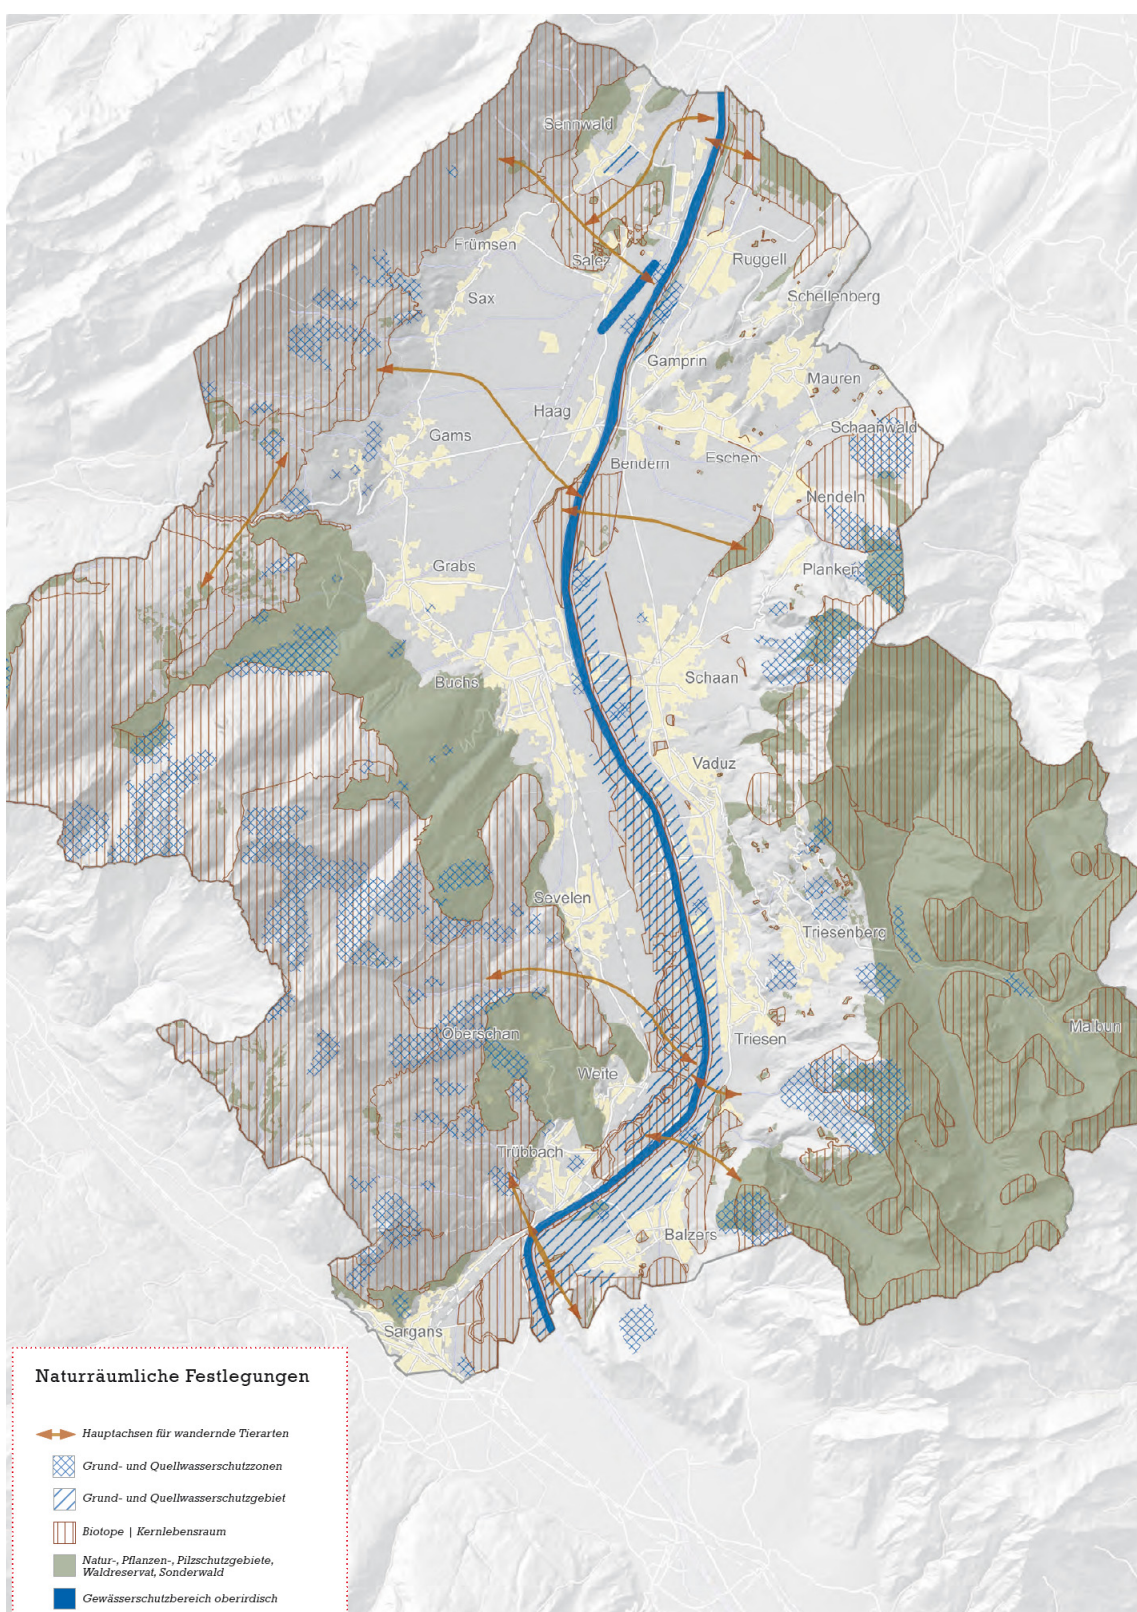 Sennwald
Frümsen
Salez
Ruggell
Sax
Schellenberg
Gamprin
Mauren
Haag
Schaanwald
Gams
Bendern
Eschen
Nendeln
Grabs
Planken
Buchs
Schaan
Vaduz
Sevelen
Triesenberg
Malbun
Oberschan
Triesen
Weite
Trübbach
Balzers
Sargans
Naturräumliche Festlegungen
Hauptachsen für wandernde Tierarten
Grund- und Quellwasserschutzzonen
Grund- und Quellwasserschutzgebiet
Biotope | Kernlebensraum
Natur-, Pflanzen-, Pilzschutzgebiete,
Waldreservat, Sonderwald
Gewässerschutzbereich oberirdisch